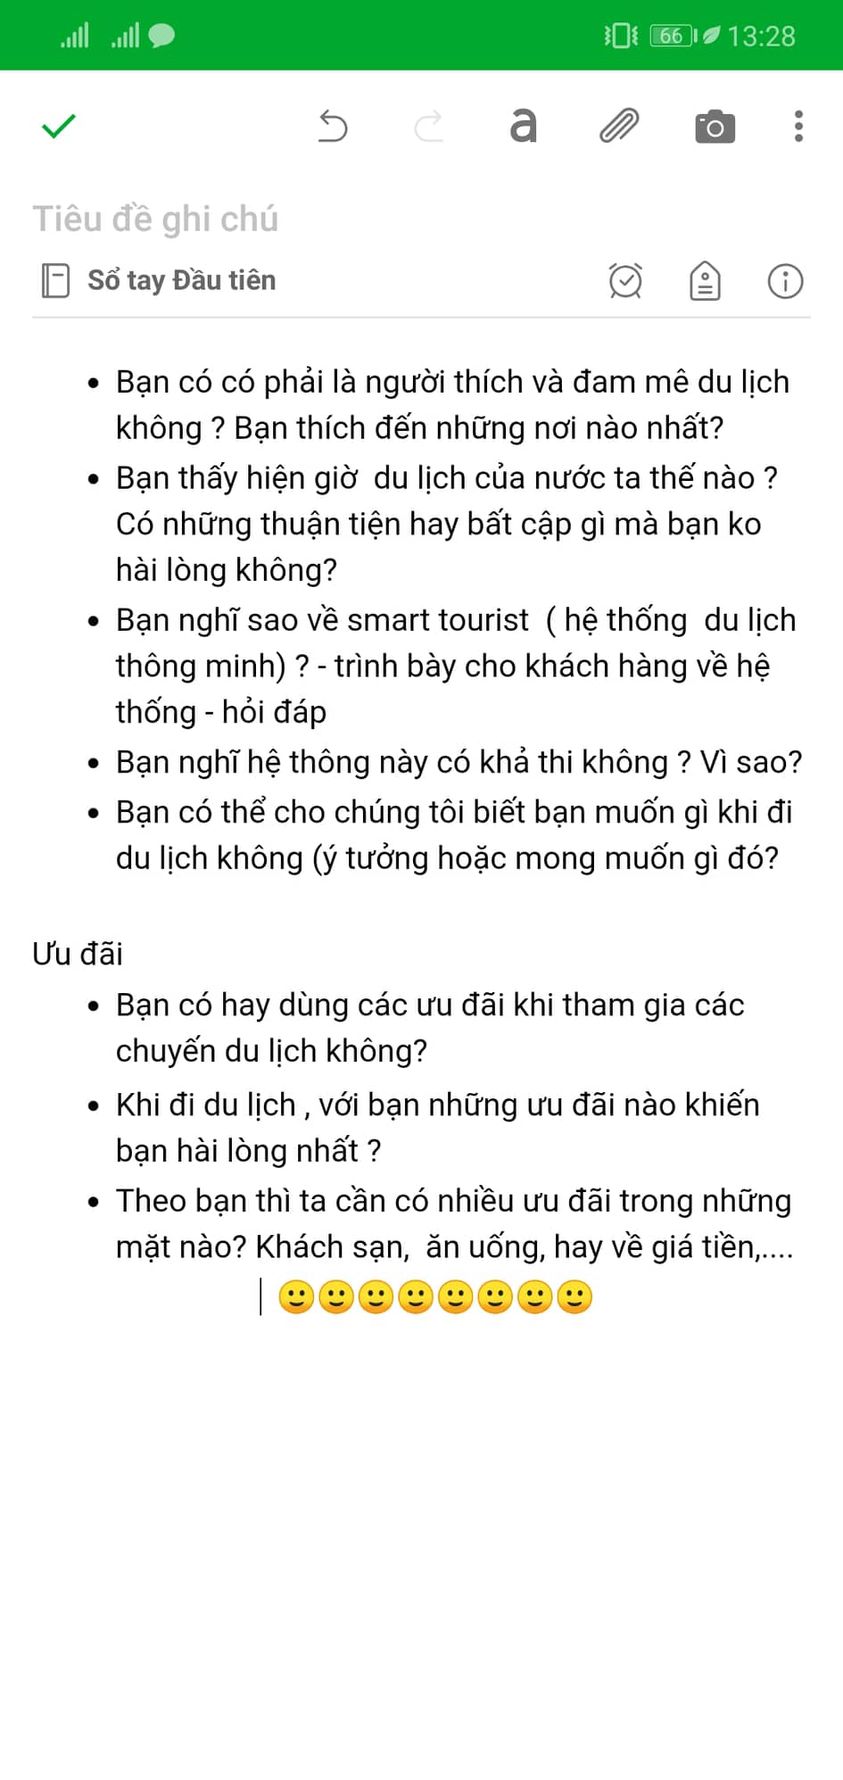 66 13:28
a
Tiêu đề ghi chú
Sổ tay Đầu tiên
• Bạn có có phải là người thích và đam mê du lịch
không ? Bạn thích đến những nơi nào nhất?
• Bạn thấy hiện giờ  du lịch của nước ta thế nào ?
Có những thuận tiện hay bất cập gì mà bạn ko
hài lòng không?
• Bạn nghĩ sao về smart tourist  ( hệ thống  du lịch
thông minh) ? - trình bày cho khách hàng về hệ
thống - hỏi đáp
• Bạn nghĩ hệ thông này có khả thi không ? Vì sao?
• Bạn có thể cho chúng tôi biết bạn muốn gì khi đi
du lịch không (ý tưởng hoặc mong muốn gì đó?
Ưu đãi
• Bạn có hay dùng các ưu đãi khi tham gia các
chuyến du lịch không?
• Khi đi du lịch , với bạn những ưu đãi nào khiến
bạn hài lòng nhất ?
• Theo bạn thì ta cần có nhiều ưu đãi trong những
mặt nào? Khách sạn,  ăn uống, hay về giá tiền,....
🙂🙂🙂🙂🙂🙂🙂🙂